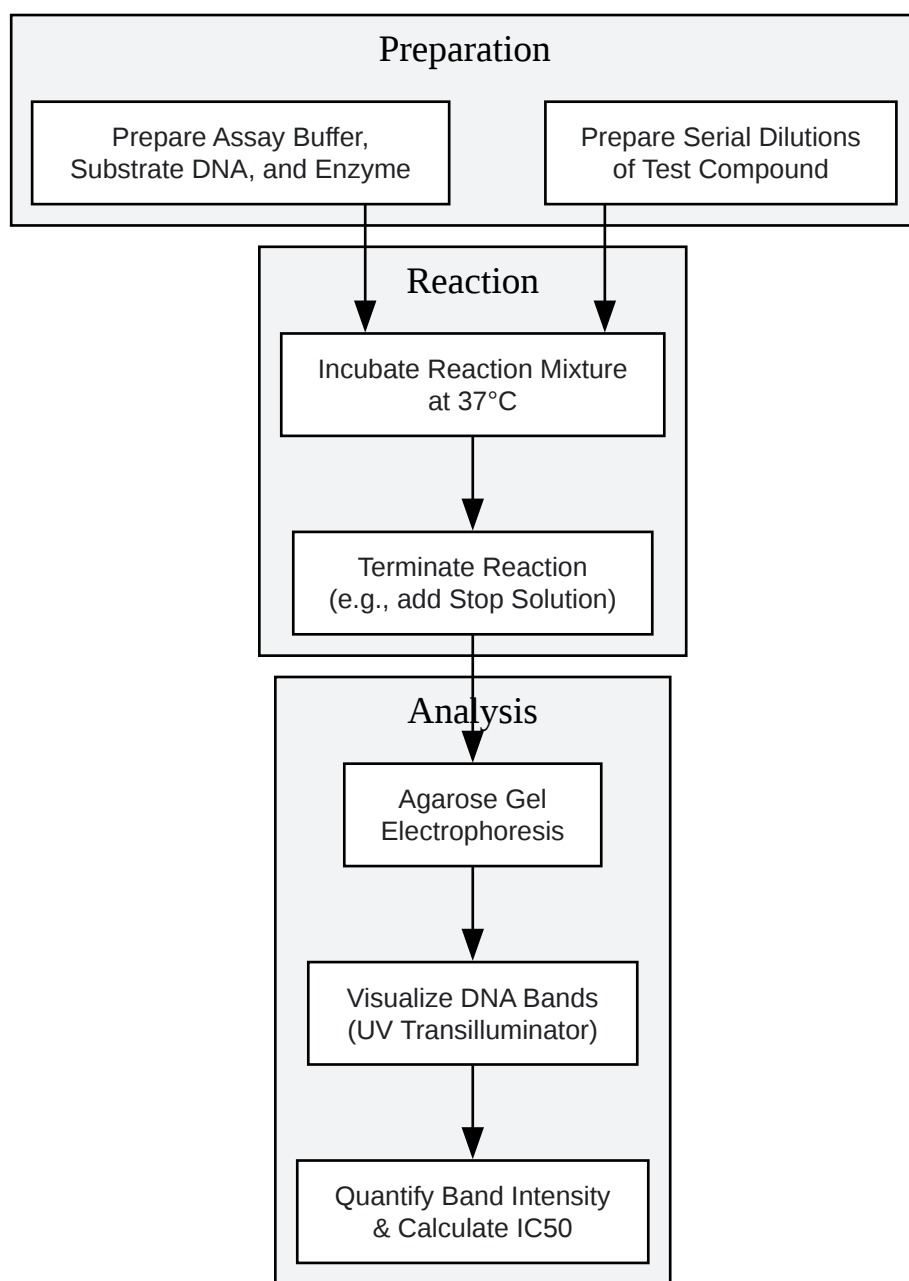 Preparation
Prepare Assay Buffer,
Substrate DNA, and Enzyme
Prepare Serial Dilutions
of Test Compound
Reaction
Incubate Reaction Mixture
at 37°C
Terminate Reaction
(e.g., add Stop Solution)
Analysis
Agarose Gel
Electrophoresis
Visualize DNA Bands
(UV Transilluminator)
Quantify Band Intensity
& Calculate IC50